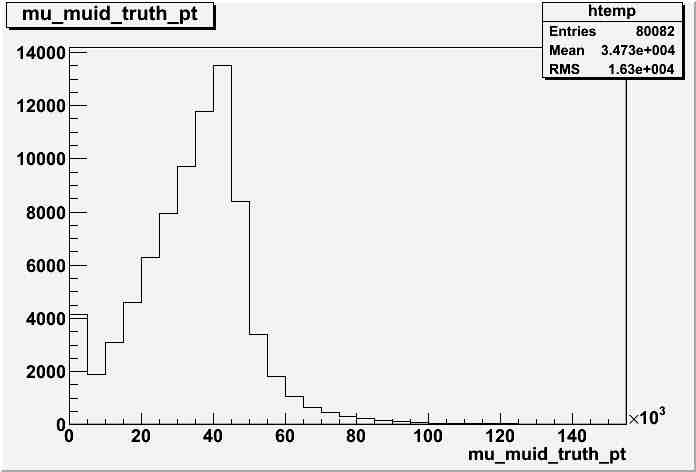 mu_muid_truth_pt
htemp
Entries 80082
Mean 3.473e+004
RMS 1.63e+004
14000
12000
10000
8000
6000
4000
2000
0
0 20 40 60 80 100 120 140
×10³
mu_muid_truth_pt